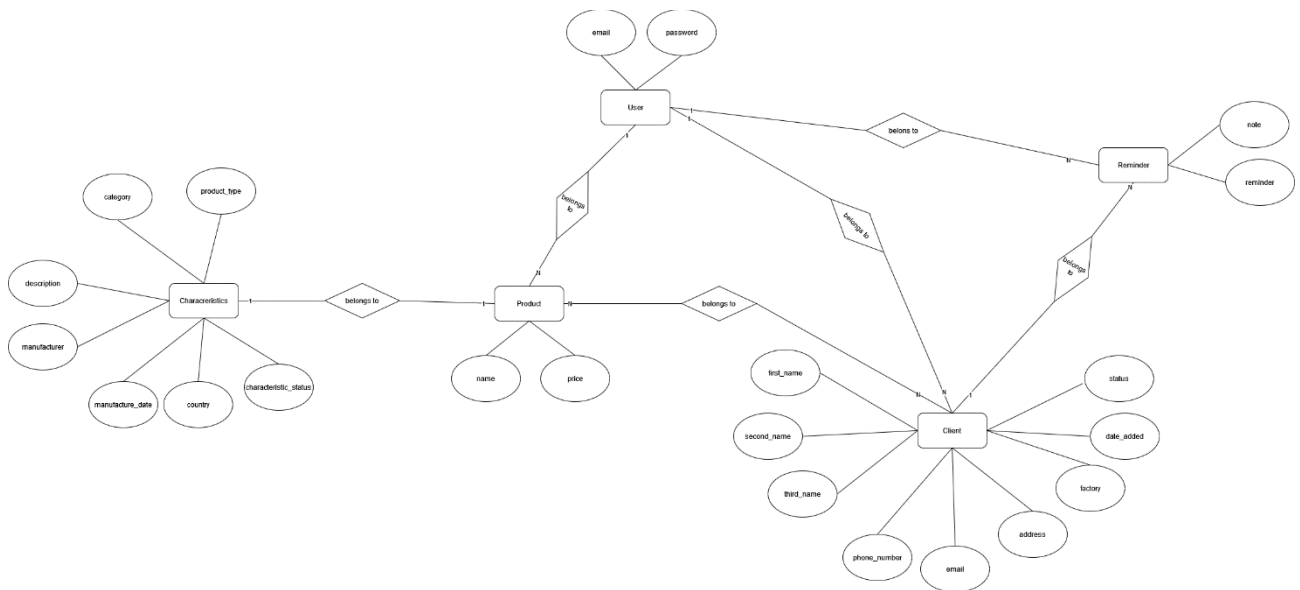 email
password
User
1
1
1
belons to
N
Reminder
N
note
reminder
category
product_type
belongs
to
belongs to
belongs
to
description
Characreristics
1
belongs to
1
Product
N
N
belongs to
manufacturer
manufacture_date
country
characteristic_status
name
price
N
N
1
Client
first_name
second_name
third_name
phone_number
email
address
factory
date_added
status